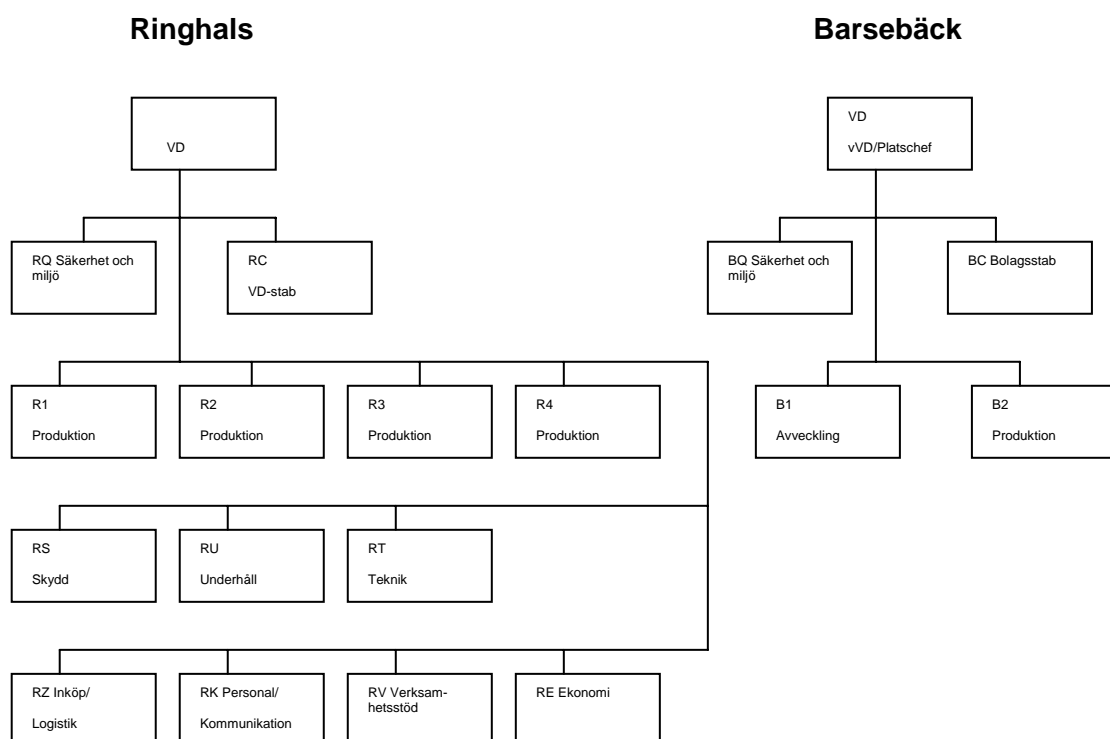 Ringhals
Barsebäck
VD
VD
vVD/Platschef
RQ Säkerhet och
miljö
RC
VD-stab
BQ Säkerhet och
miljö
BC Bolagsstab
R1
Produktion
R2
Produktion
R3
Produktion
R4
Produktion
B1
Avveckling
B2
Produktion
RS
Skydd
RU
Underhåll
RT
Teknik
RZ Inköp/
Logistik
RK Personal/
Kommunikation
RV Verksam-
hetsstöd
RE Ekonomi